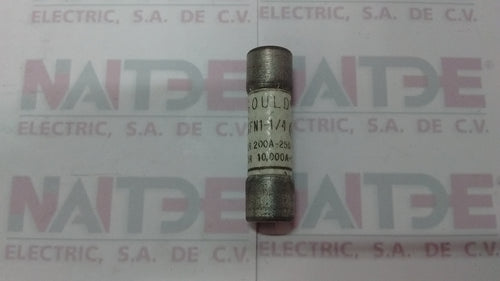 ELECTRIC, S.A. DE C.V.
ELECTRIC, S.A. DE C.V.
NAITDE
NAITDE
ELECTRIC, S.A. DE C.V.
S.A. DE C.V.
NAITDE
NAITDE
ELECTRIC, S.A. DE C.V.
ELECTRIC, S.A. DE C.V.
OULD
FN1-1/4
200A-250
10,000A-